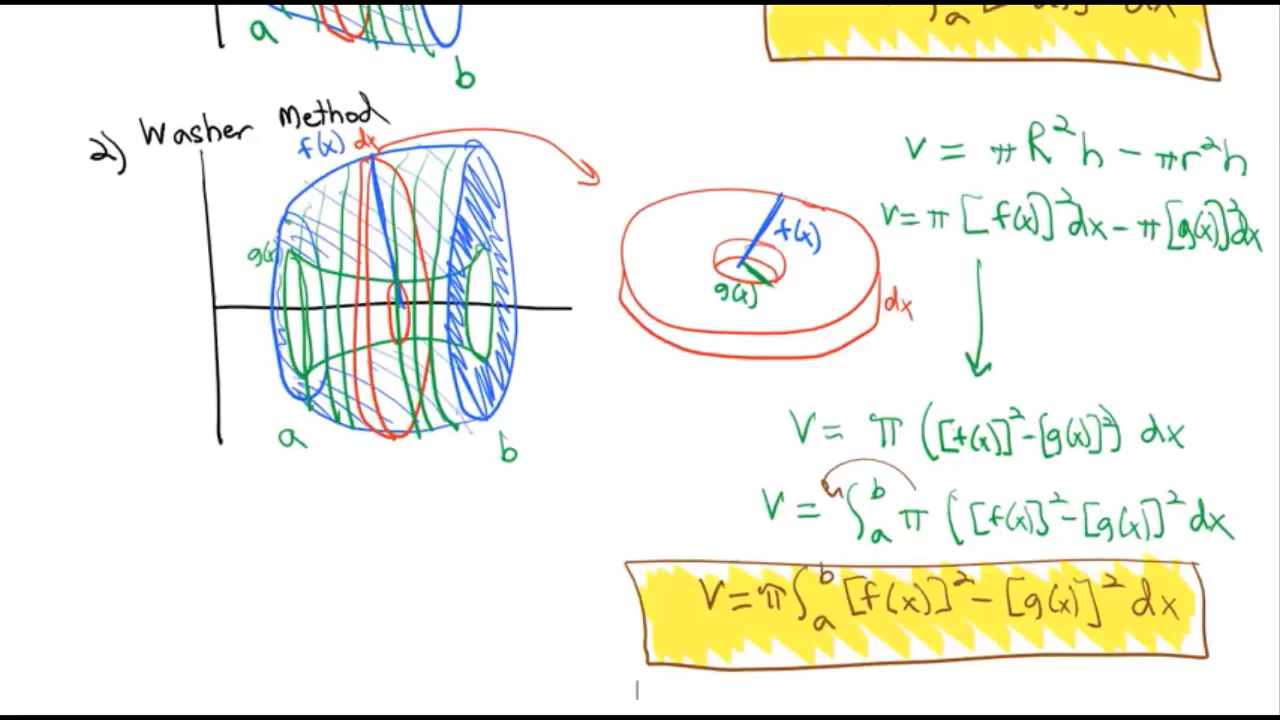 a
b
2) Washer Method
f(x) dx
g(x)
a
b
f(x)
g(x)
dx
V = πR²h - πr²h
V = π[f(x)]²dx - π[g(x)]²dx
V = π([f(x)]²-[g(x)]²) dx
V = ∫ₐᵇ π([f(x)]²-[g(x)]² dx
V = π∫ₐᵇ [f(x)]² - [g(x)]² dx